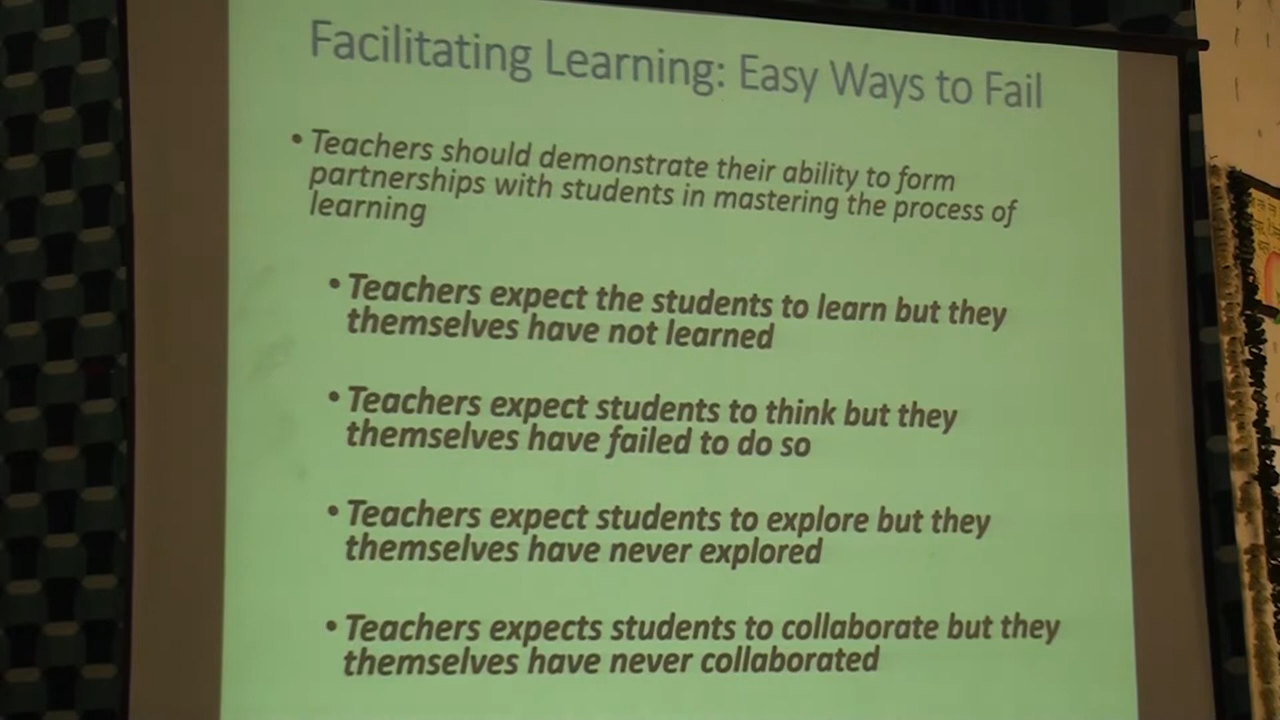 Facilitating Learning: Easy Ways to Fail
• Teachers should demonstrate their ability to form
partnerships with students in mastering the process of
learning
• Teachers expect the students to learn but they
themselves have not learned
• Teachers expect students to think but they
themselves have failed to do so
• Teachers expect students to explore but they
themselves have never explored
• Teachers expects students to collaborate but they
themselves have never collaborated